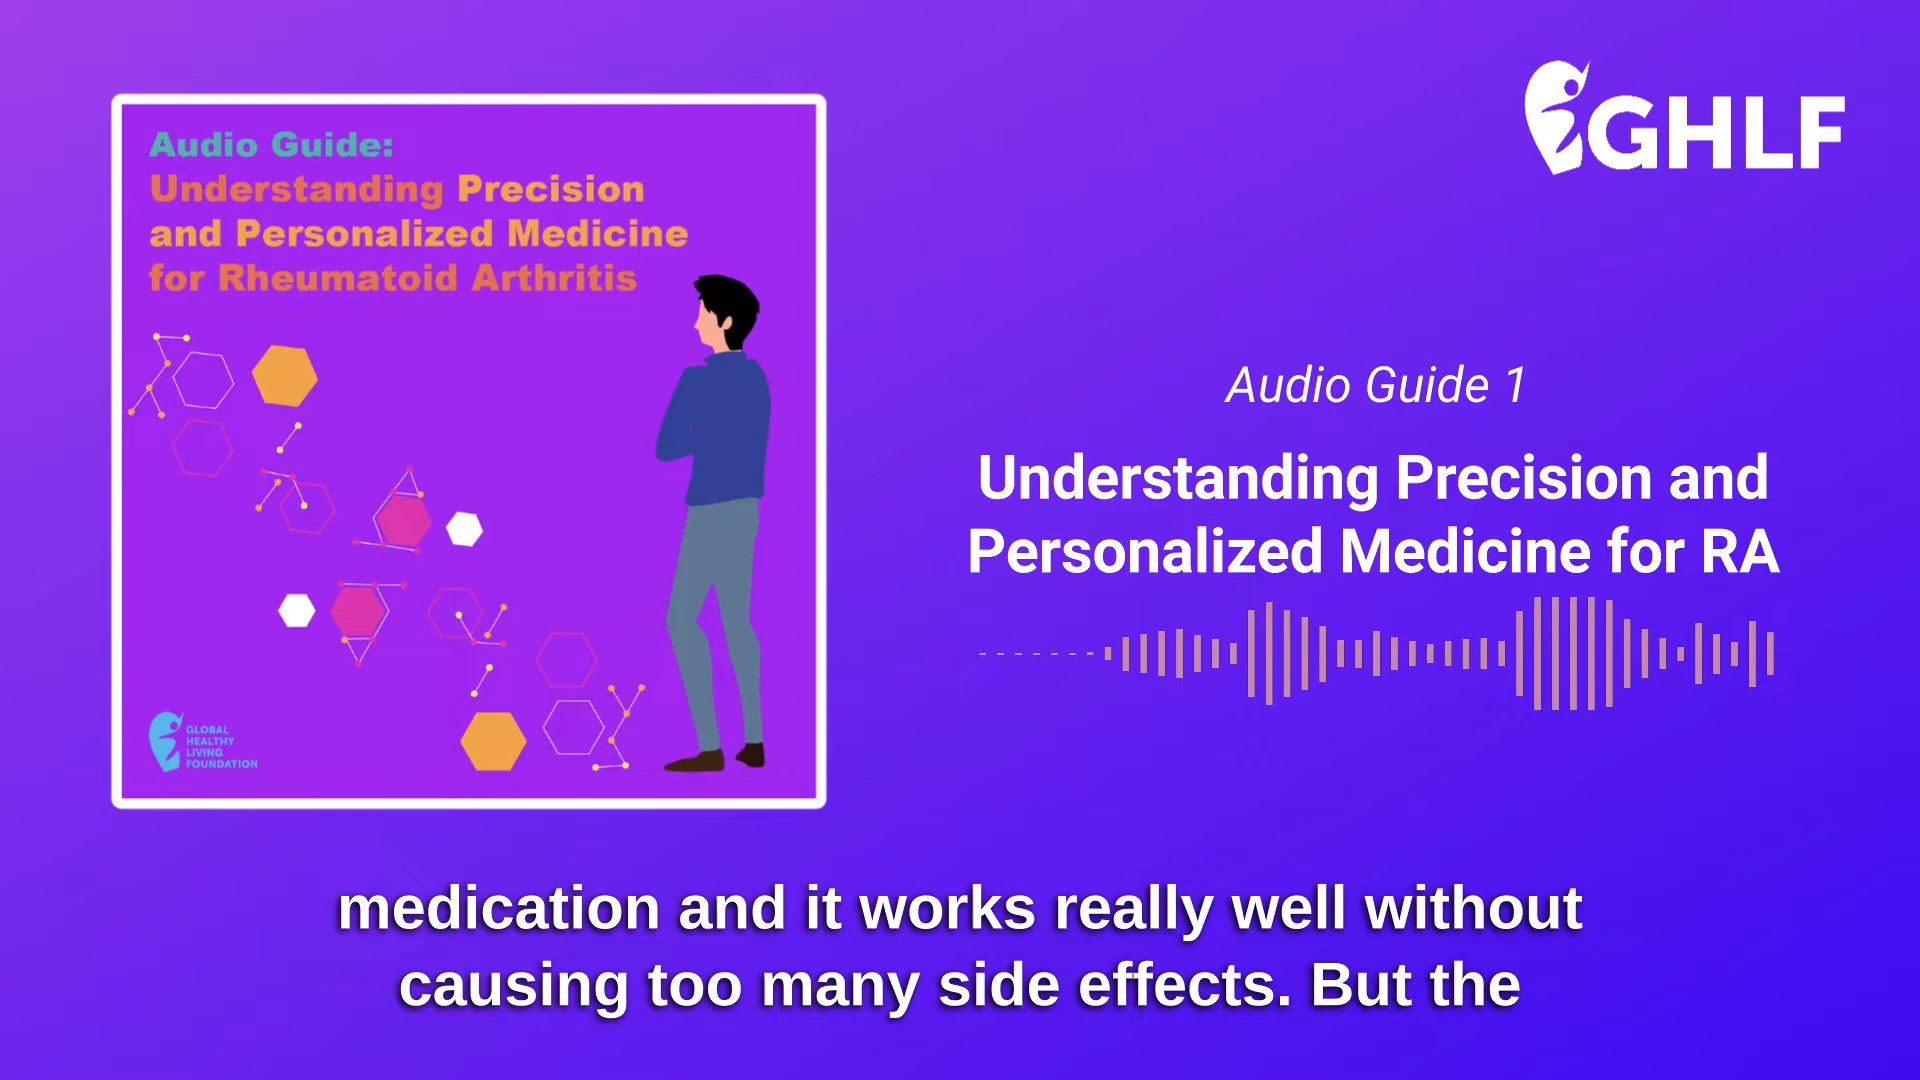 Audio Guide:
Understanding Precision
and Personalized Medicine
for Rheumatoid Arthritis
GLOBAL
HEALTHY
LIVING
FOUNDATION
GHLF
Audio Guide 1
Understanding Precision and
Personalized Medicine for RA
medication and it works really well without
causing too many side effects. But the